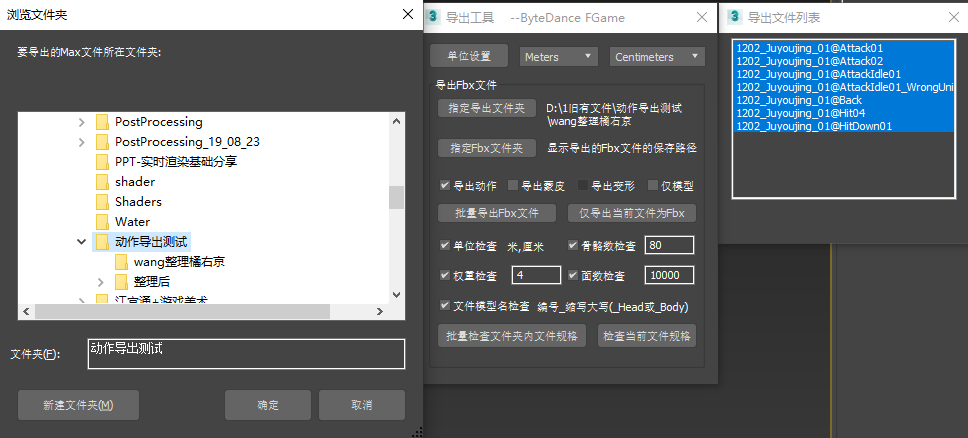 浏览文件夹
要导出的Max文件所在文件夹:
PostProcessing
PostProcessing_19_08_23
PPT-实时渲染基础分享
shader
Shaders
Water
动作导出测试
wang整理橘右京
整理后
文件夹(F):
动作导出测试
新建文件夹(M)
确定
取消
导出工具 --ByteDance FGame
单位设置
Meters
Centimeters
导出Fbx文件
指定导出文件夹
D:\1旧有文件\动作导出测试
\wang整理橘右京
指定Fbx文件夹
显示导出的Fbx文件的保存路径
导出动作
导出蒙皮
导出变形
仅模型
批量导出Fbx文件
仅导出当前文件为Fbx
单位检查 米,厘米
骨骼数检查
80
权重检查
4
面数检查
10000
文件模型名检查 编号_缩写大写(_Head或_Body)
批量检查文件夹内文件规格
检查当前文件规格
导出文件列表
1202_Juyoujing_01@Attack01
1202_Juyoujing_01@Attack02
1202_Juyoujing_01@AttackIdle01
1202_Juyoujing_01@AttackIdle01_WrongUni
1202_Juyoujing_01@Back
1202_Juyoujing_01@Hit04
1202_Juyoujing_01@HitDown01